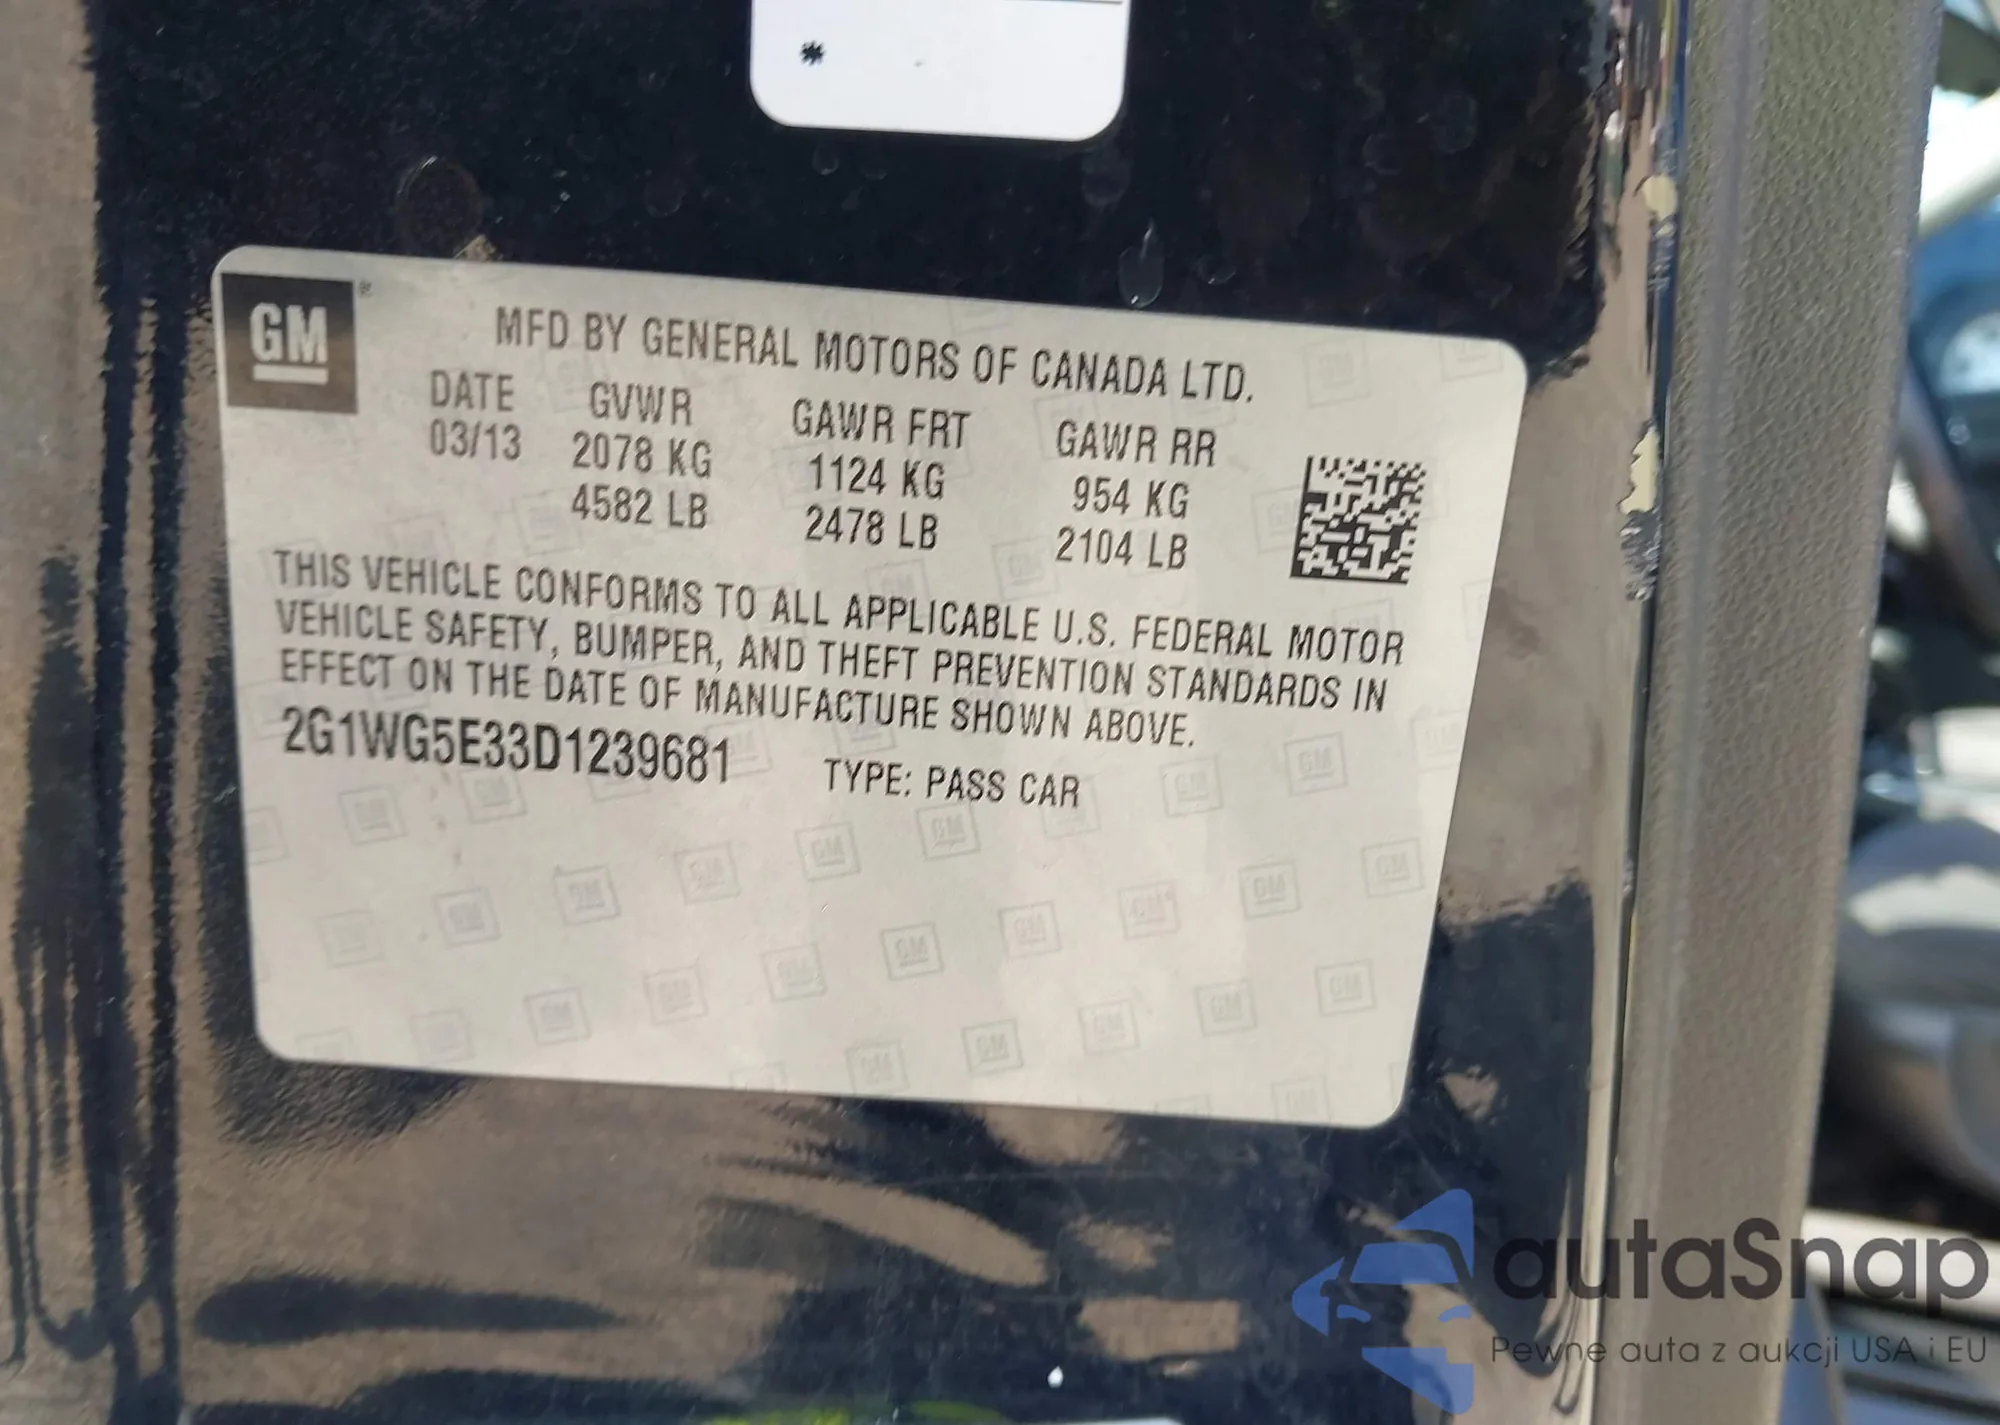 *
GM ®
MFD BY GENERAL MOTORS OF CANADA LTD.
DATE GVWR GAWR FRT GAWR RR
03/13 2078 KG 1124 KG 954 KG
4582 LB 2478 LB 2104 LB
THIS VEHICLE CONFORMS TO ALL APPLICABLE U.S. FEDERAL MOTOR
VEHICLE SAFETY, BUMPER, AND THEFT PREVENTION STANDARDS IN
EFFECT ON THE DATE OF MANUFACTURE SHOWN ABOVE.
2G1WG5E33D1239681 TYPE: PASS CAR
autaSnap
Pewne auta z aukcji USA i EU